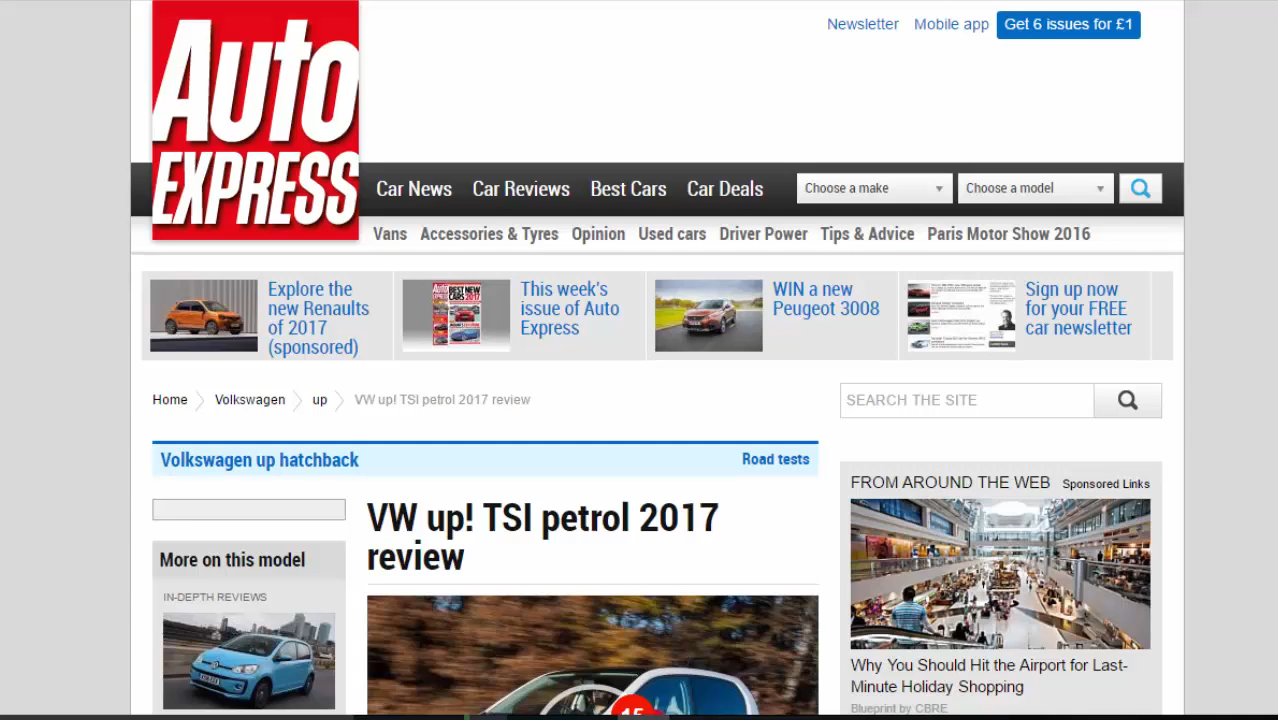 Auto
EXPRESS
Newsletter
Mobile app
Get 6 issues for £1
Car News
Car Reviews
Best Cars
Car Deals
Choose a make
Choose a model
Vans
Accessories & Tyres
Opinion
Used cars
Driver Power
Tips & Advice
Paris Motor Show 2016
Explore the
new Renaults
of 2017
(sponsored)
This week's
issue of Auto
Express
WIN a new
Peugeot 3008
Sign up now
for your FREE
car newsletter
Home
Volkswagen
up
VW up! TSI petrol 2017 review
SEARCH THE SITE
Volkswagen up hatchback
Road tests
VW up! TSI petrol 2017
review
More on this model
IN-DEPTH REVIEWS
FROM AROUND THE WEB
Sponsored Links
Why You Should Hit the Airport for Last-
Minute Holiday Shopping
Blueprint by CBRE